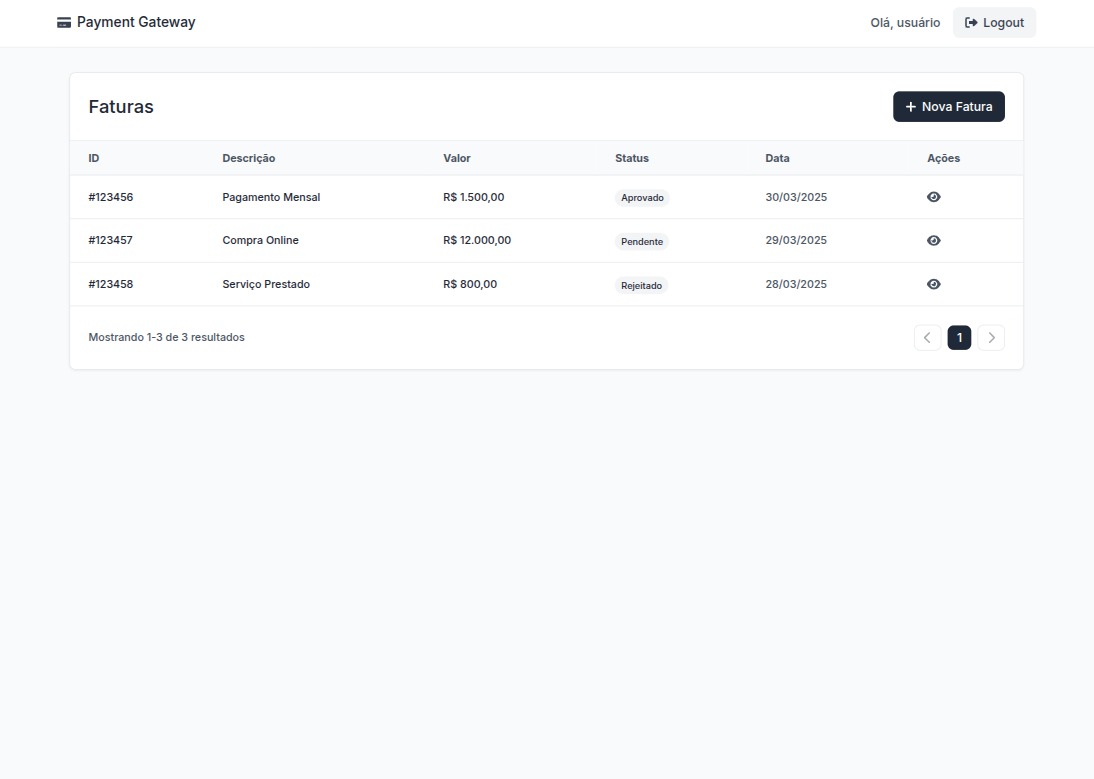 Payment Gateway Olá, usuário Logout
Faturas Nova Fatura
ID Descrição Valor Status Data Ações
#123456 Pagamento Mensal R$ 1.500,00 Aprovado 30/03/2025
#123457 Compra Online R$ 12.000,00 Pendente 29/03/2025
#123458 Serviço Prestado R$ 800,00 Rejeitado 28/03/2025
Mostrando 1-3 de 3 resultados 1